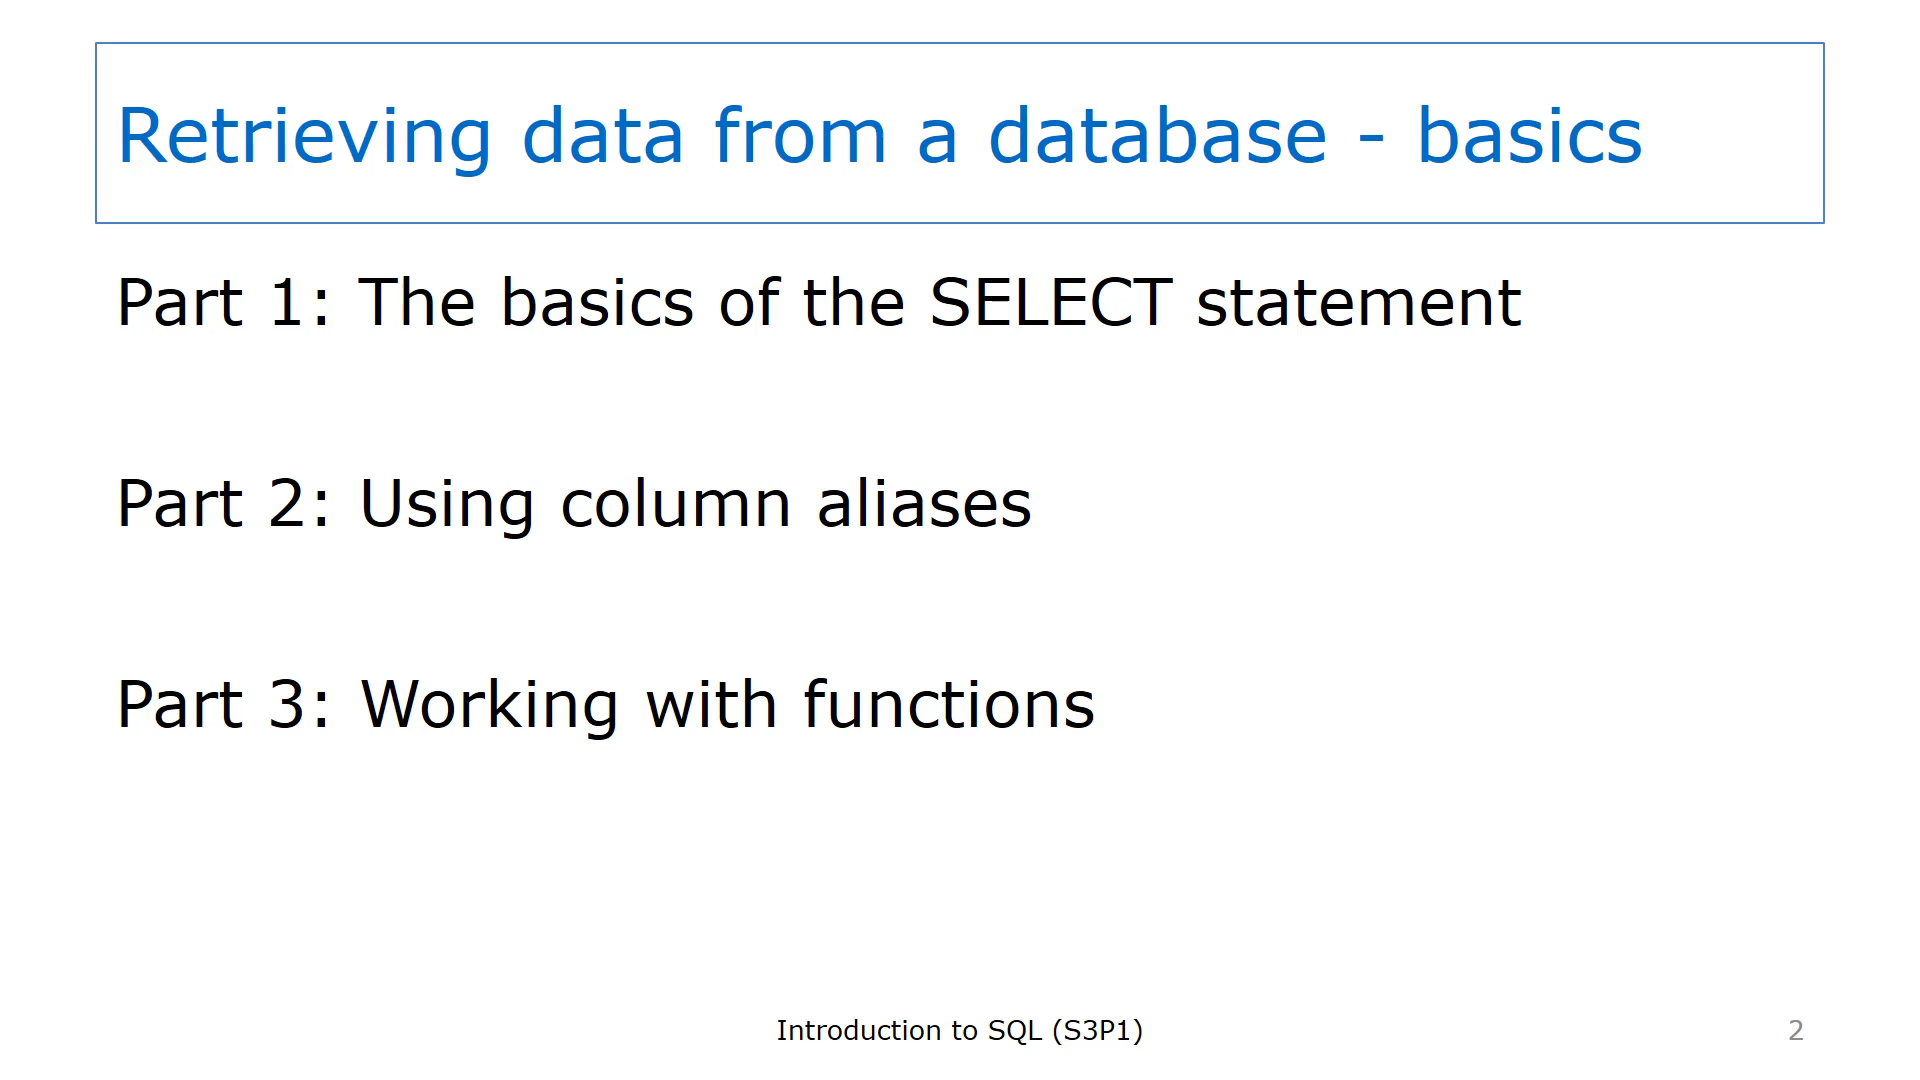 Retrieving data from a database - basics
Part 1: The basics of the SELECT statement
Part 2: Using column aliases
Part 3: Working with functions
Introduction to SQL (S3P1)
2